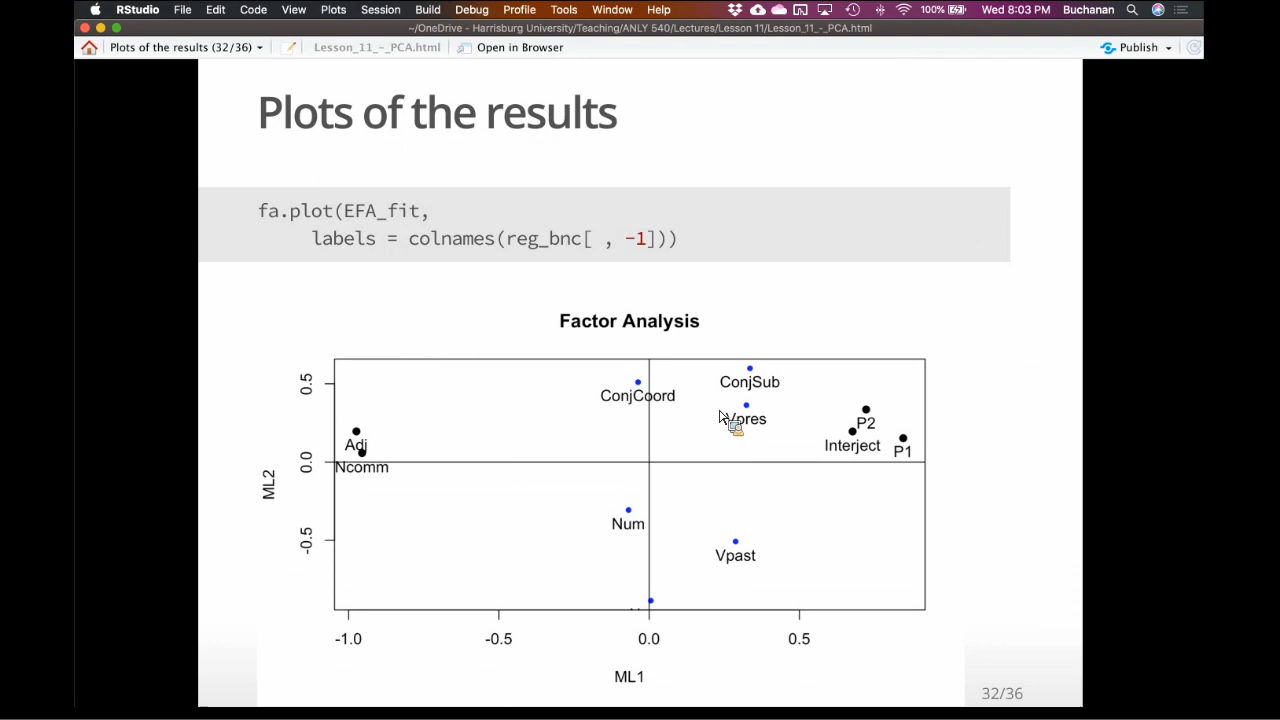 RStudio File Edit Code View Plots Session Build Debug Profile Tools Window Help 100% Wed 8:03 PM Buchanan
~/OneDrive - Harrisburg University/Teaching/ANLY 540/Lectures/Lesson 11/Lesson_11_-_PCA.html
Plots of the results (32/36) Lesson_11_-_PCA.html Open in Browser Publish
Plots of the results
fa.plot(EFA_fit,
labels = colnames(reg_bnc[ , -1]))
Factor Analysis
ConjSub
ConjCoord
Vpres
P2
Adj
Interject
P1
Ncomm
Num
Vpast
0.5
0.0
-0.5
ML2
-1.0 -0.5 0.0 0.5
ML1
32/36